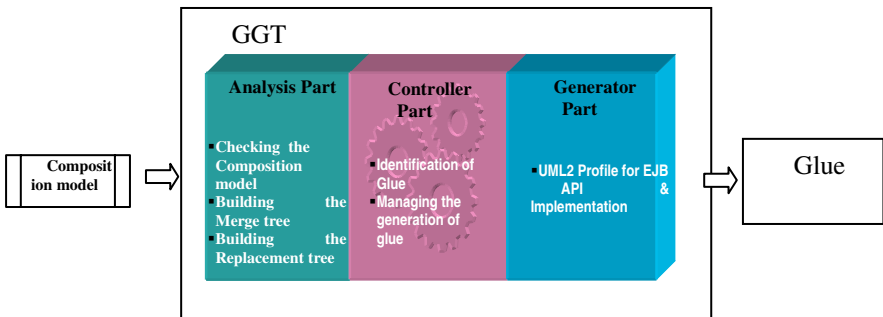 GGT
Composit
ion model
Analysis Part
▪Checking the
Composition
model
▪Building the
Merge tree
▪Building the
Replacement tree
Controller
Part
▪Identification of
Glue
▪Managing the
generation of
glue
Generator
Part
▪UML2 Profile for EJB
API &
Implementation
Glue